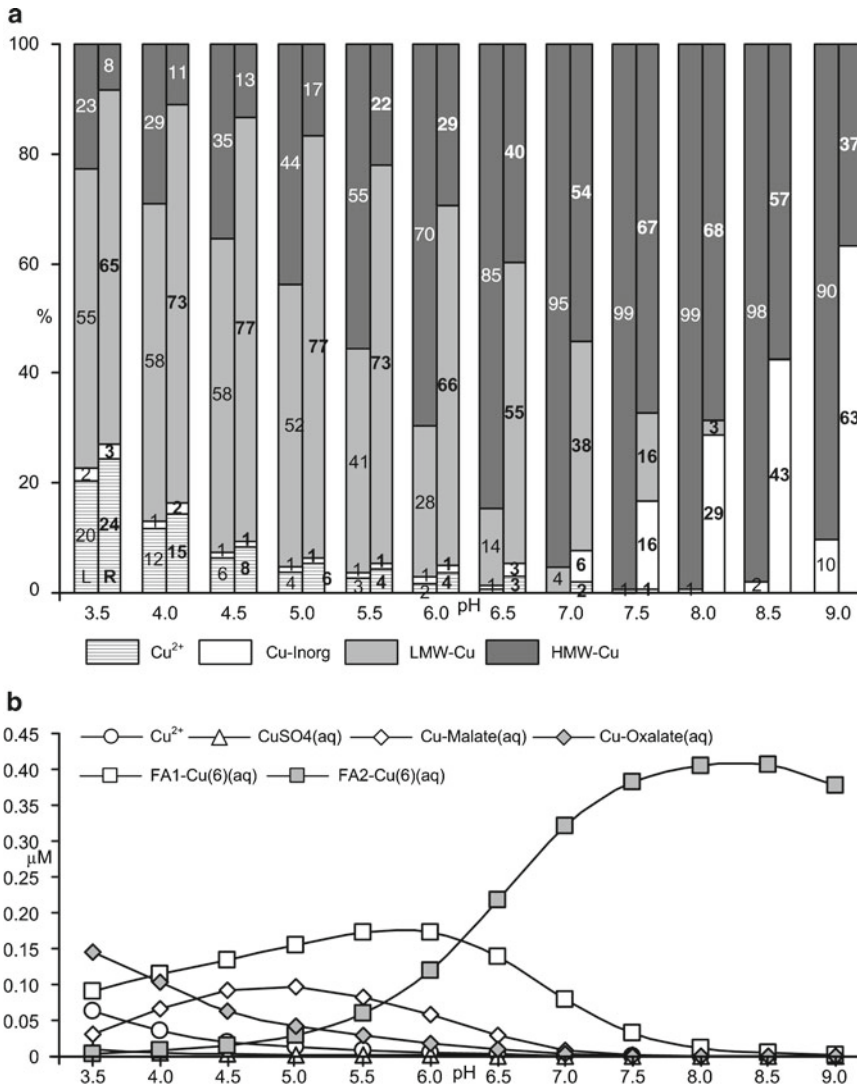 a
100
80
60
%
40
20
0
23 8 29 11 35 13 44 17 55 22 70 29 85 40 95 54 99 67 99 68 98 57 90 37
55 65 58 73 58 77 52 77 41 73 28 66 14 55 4 38 16 3
2 3 1 2 1 1 1 1 1 1 1 1 1 3 6 1 16 1 29 2 43 10 63
20 24 12 15 6 8 4 6 3 4 2 4 1 3 2 1
L R
3.5 4.0 4.5 5.0 5.5 6.0 pH 6.5 7.0 7.5 8.0 8.5 9.0
Cu2+ Cu-Inorg LMW-Cu HMW-Cu
b
0.45
Cu2+ CuSO4(aq) Cu-Malate(aq) Cu-Oxalate(aq)
0.40
FA1-Cu(6)(aq) FA2-Cu(6)(aq)
0.35
0.30
μM
0.25
0.20
0.15
0.10
0.05
0
3.5 4.0 4.5 5.0 5.5 6.0 pH 6.5 7.0 7.5 8.0 8.5 9.0